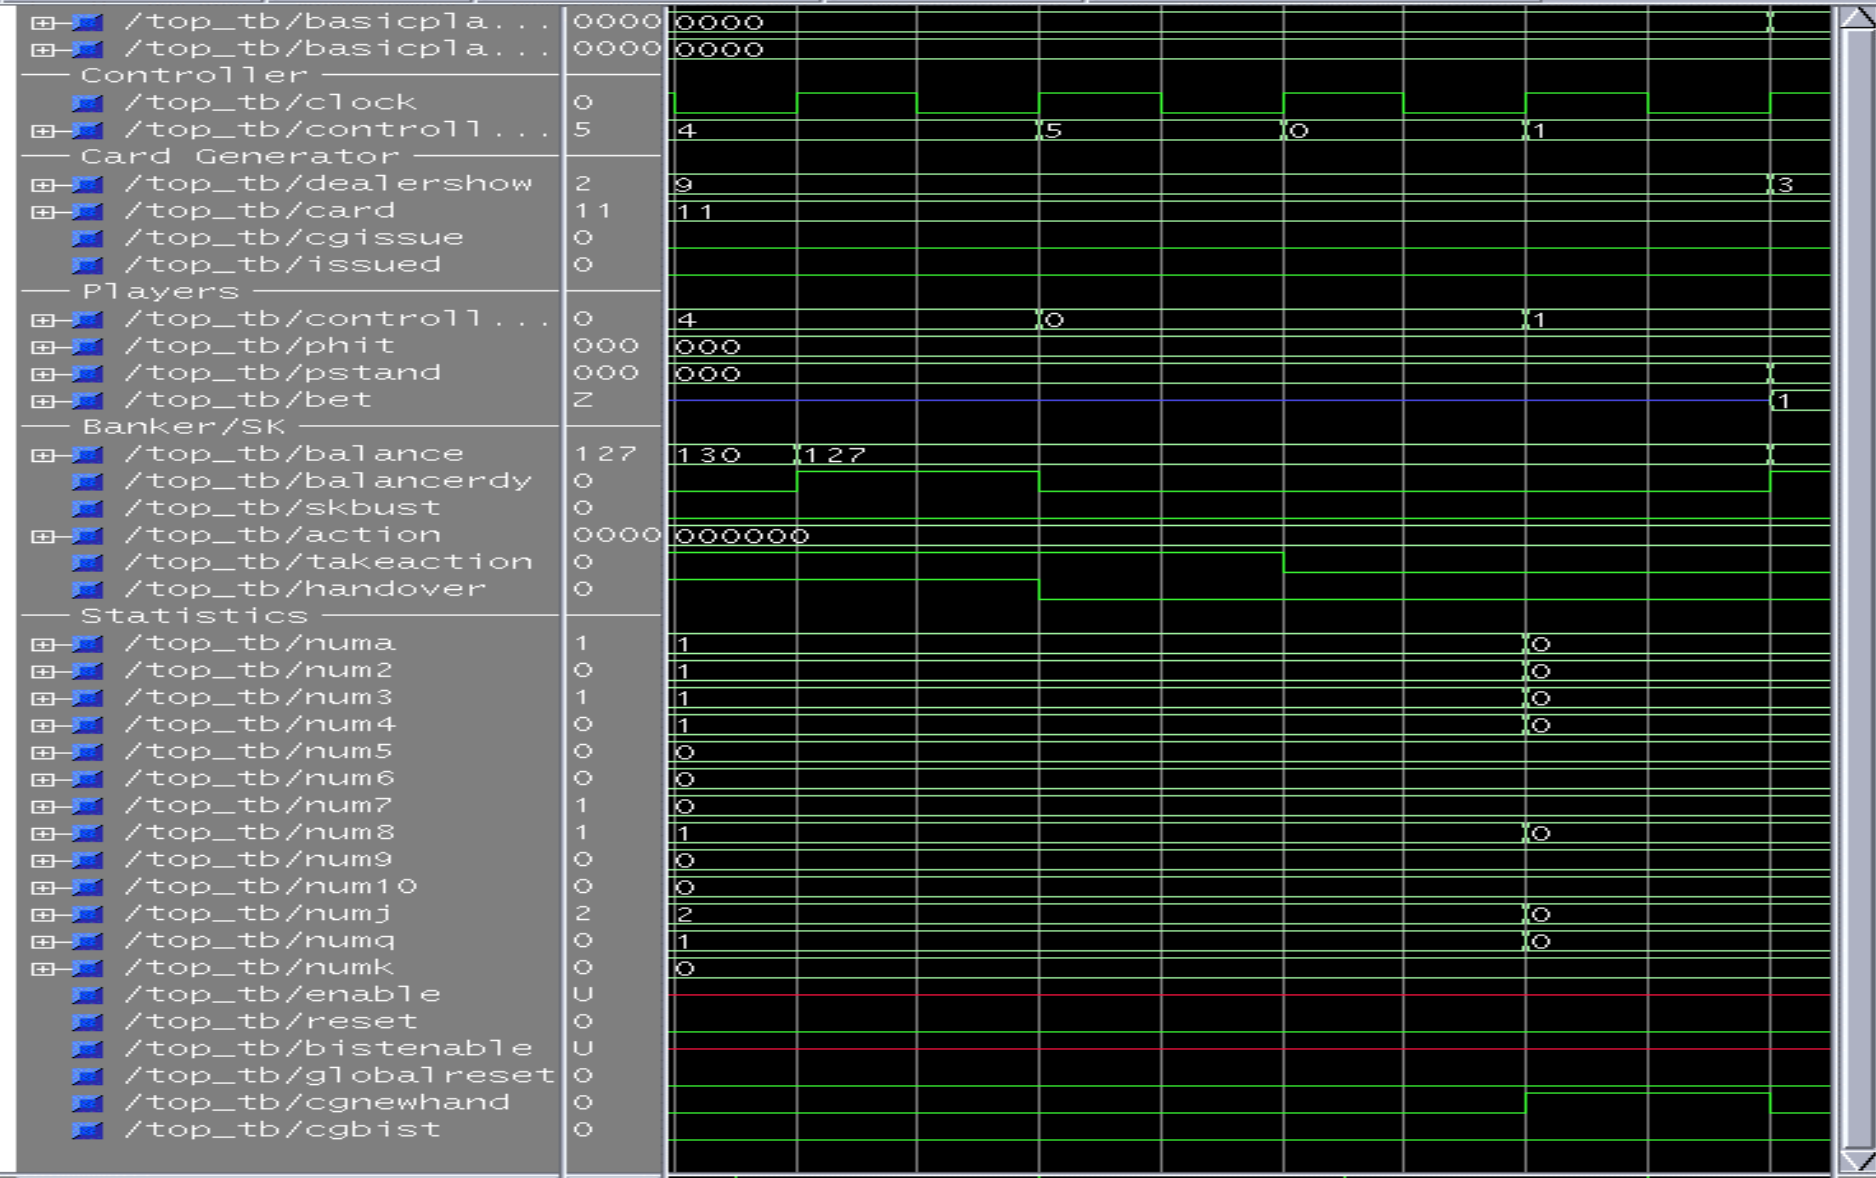 /top_tb/basicpla... 0000 0000
/top_tb/basicpla... 0000 0000
Controller
/top_tb/clock 0
/top_tb/controll... 5 4 5 0 1
Card Generator
/top_tb/dealershow 2 9 3
/top_tb/card 11 11
/top_tb/cgissue 0
/top_tb/issued 0
Players
/top_tb/controll... 0 4 0 1
/top_tb/phit 000 000
/top_tb/pstand 000 000
/top_tb/bet Z 1
Banker/SK
/top_tb/balance 127 130 127
/top_tb/balancerdy 0
/top_tb/skbust 0
/top_tb/action 0000 000000
/top_tb/takeaction 0
/top_tb/handover 0
Statistics
/top_tb/numa 1 1 0
/top_tb/num2 0 1 0
/top_tb/num3 1 1 0
/top_tb/num4 0 1 0
/top_tb/num5 0 0
/top_tb/num6 0 0
/top_tb/num7 1 0
/top_tb/num8 1 1 0
/top_tb/num9 0 0
/top_tb/num10 0 0
/top_tb/numj 2 2 0
/top_tb/numq 0 1 0
/top_tb/numk 0 0
/top_tb/enable U
/top_tb/reset 0
/top_tb/bistenable U
/top_tb/globalreset 0
/top_tb/cgnewhand 0
/top_tb/cgbist 0